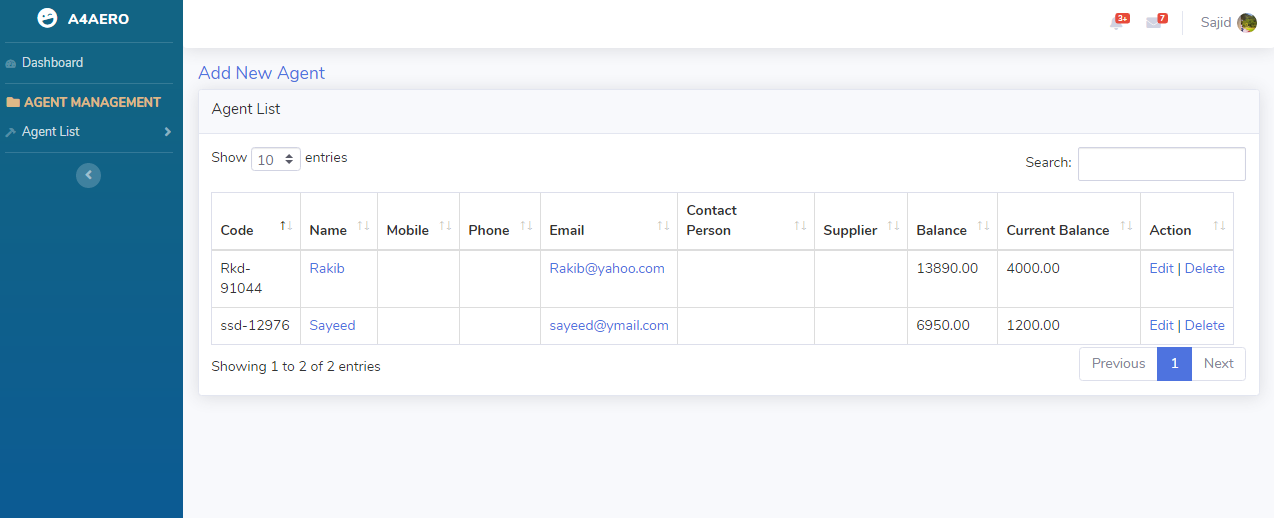 A4AERO
3+
7
Sajid
Dashboard
AGENT MANAGEMENT
Agent List
Add New Agent
Agent List
Show 10 entries
Search:
Code Name Mobile Phone Email Contact Person Supplier Balance Current Balance Action
Rkd-91044 Rakib Rakib@yahoo.com 13890.00 4000.00 Edit | Delete
ssd-12976 Sayeed sayeed@ymail.com 6950.00 1200.00 Edit | Delete
Showing 1 to 2 of 2 entries
Previous 1 Next